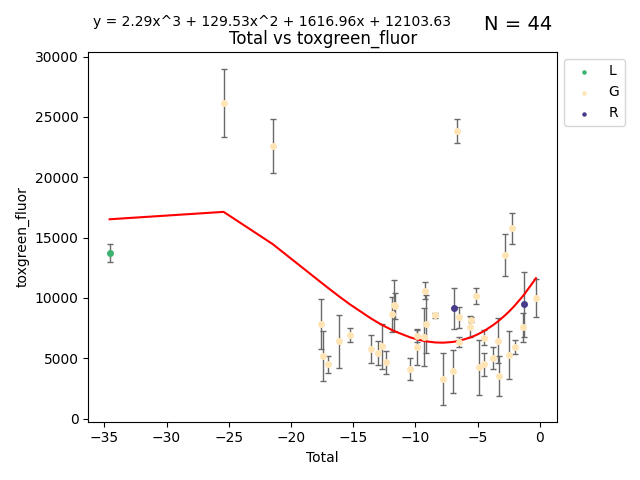 y = 2.29x^3 + 129.53x^2 + 1616.96x + 12103.63
N = 44
Total vs toxgreen_fluor
30000
25000
20000
15000
10000
5000
0
toxgreen_fluor
−35
−30
−25
−20
−15
−10
−5
0
Total
L
G
R